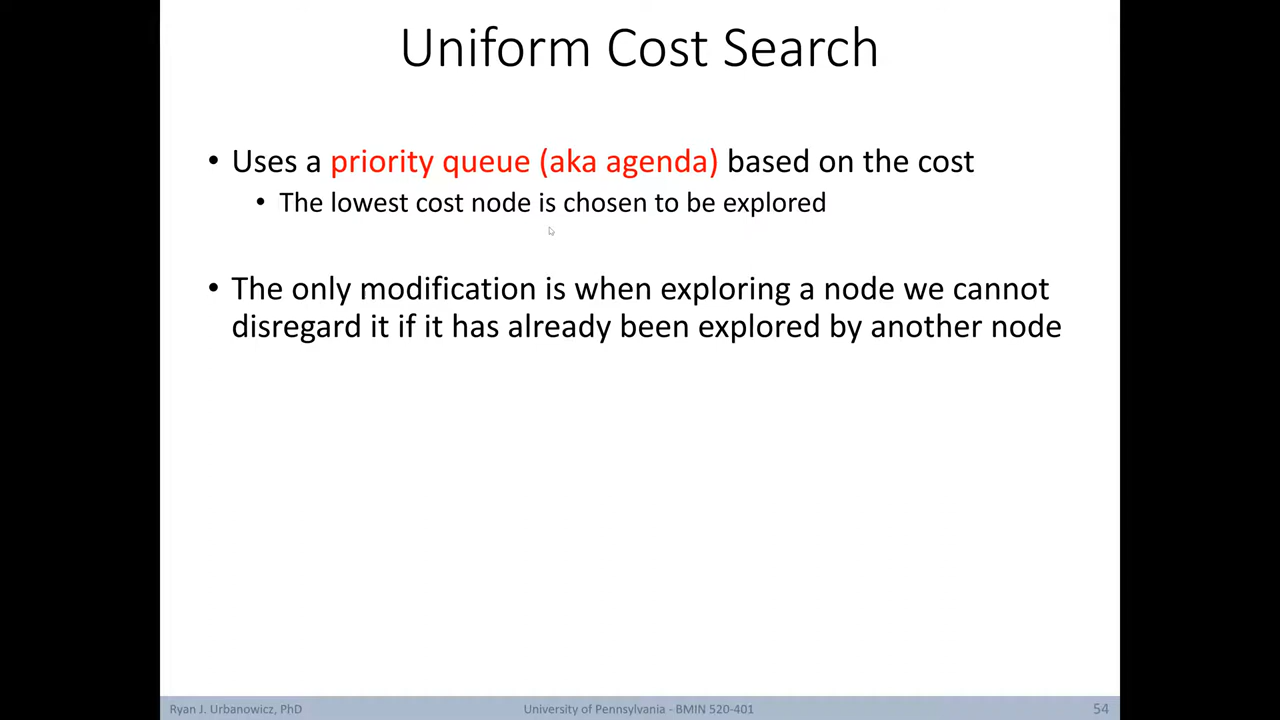 Uniform Cost Search
• Uses a priority queue (aka agenda) based on the cost
• The lowest cost node is chosen to be explored
• The only modification is when exploring a node we cannot
disregard it if it has already been explored by another node
Ryan J. Urbanowicz, PhD
University of Pennsylvania - BMIN 520-401
54